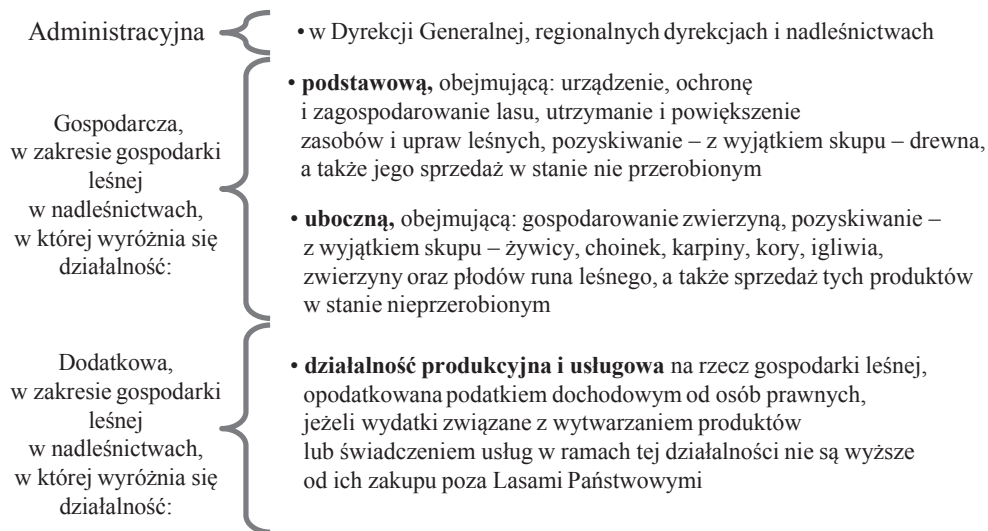 Administracyjna
• w Dyrekcji Generalnej, regionalnych dyrekcjach i nadleśnictwach
Gospodarcza,
w zakresie gospodarki
leśnej
w nadleśnictwach,
w której wyróżnia się
działalność:
• podstawową, obejmującą: urządzenie, ochronę
i zagospodarowanie lasu, utrzymanie i powiększenie
zasobów i upraw leśnych, pozyskiwanie – z wyjątkiem skupu – drewna,
a także jego sprzedaż w stanie nie przerobionym
• uboczną, obejmującą: gospodarowanie zwierzyną, pozyskiwanie –
z wyjątkiem skupu – żywicy, choinek, karpiny, kory, igliwia,
zwierzyny oraz płodów runa leśnego, a także sprzedaż tych produktów
w stanie nieprzerobionym
Dodatkowa,
w zakresie gospodarki
leśnej
w nadleśnictwach,
w której wyróżnia się
działalność:
• działalność produkcyjna i usługowa na rzecz gospodarki leśnej,
opodatkowana podatkiem dochodowym od osób prawnych,
jeżeli wydatki związane z wytwarzaniem produktów
lub świadczeniem usług w ramach tej działalności nie są wyższe
od ich zakupu poza Lasami Państwowymi